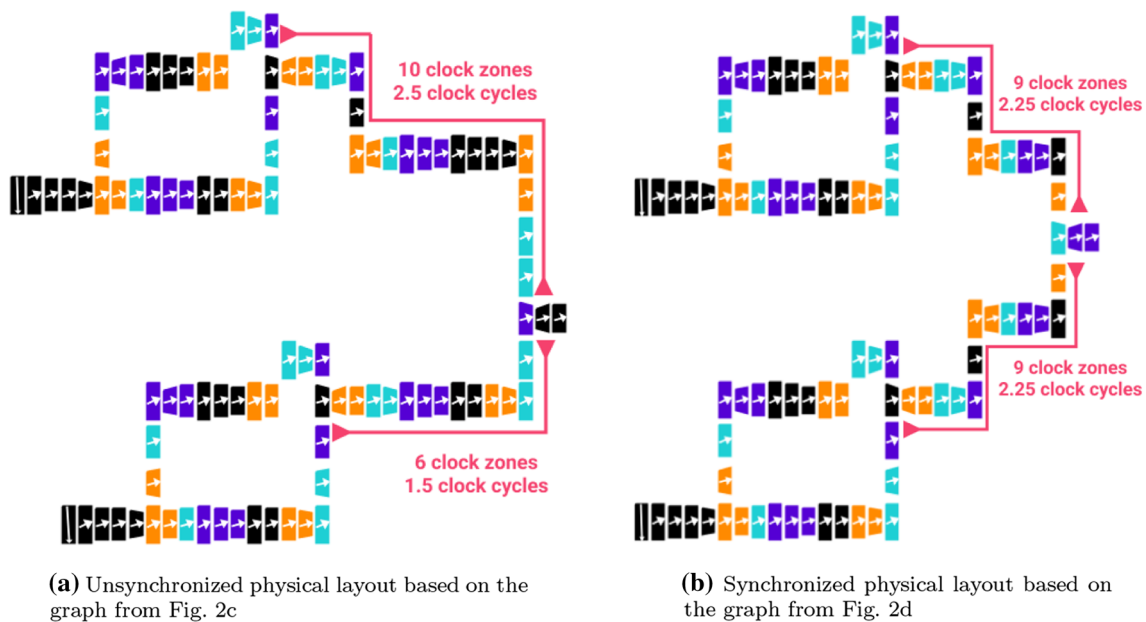 10 clock zones
2.5 clock cycles
6 clock zones
1.5 clock cycles
(a) Unsynchronized physical layout based on the
graph from Fig. 2c
9 clock zones
2.25 clock cycles
9 clock zones
2.25 clock cycles
(b) Synchronized physical layout based on
the graph from Fig. 2d